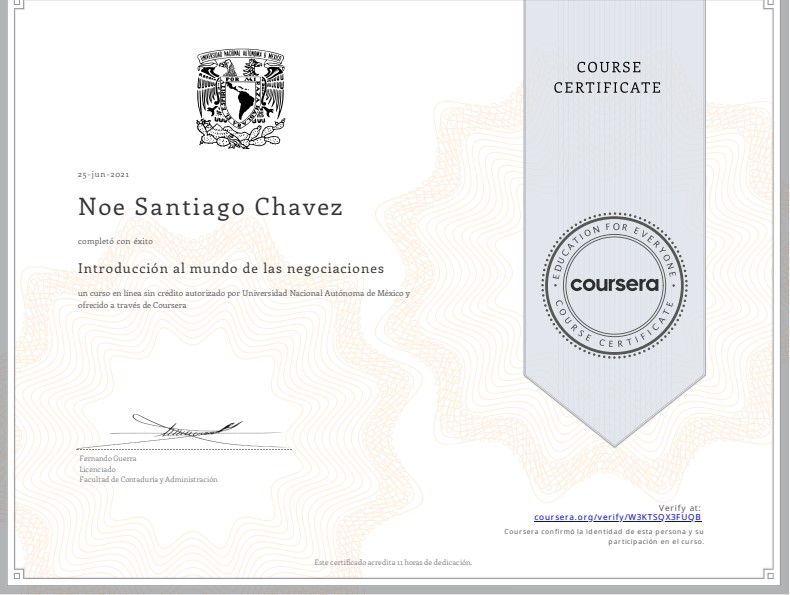 UNIVERSIDAD NACIONAL AUTONOMA DE MEXICO
POR MI RAZA HABLARA EL ESPIRITU
25-jun-2021
Noe Santiago Chavez
completó con éxito
Introducción al mundo de las negociaciones
un curso en línea sin crédito autorizado por Universidad Nacional Autónoma de México y
ofrecido a través de Coursera
Fernando Guerra
Licenciado
Facultad de Contaduría y Administración
COURSE
CERTIFICATE
EDUCATION FOR EVERYONE
coursera
COURSE CERTIFICATE
Verify at:
coursera.org/verify/W3KTSQX3FUQB
Coursera confirmó la identidad de esta persona y su
participación en el curso.
Este certificado acredita 11 horas de dedicación.